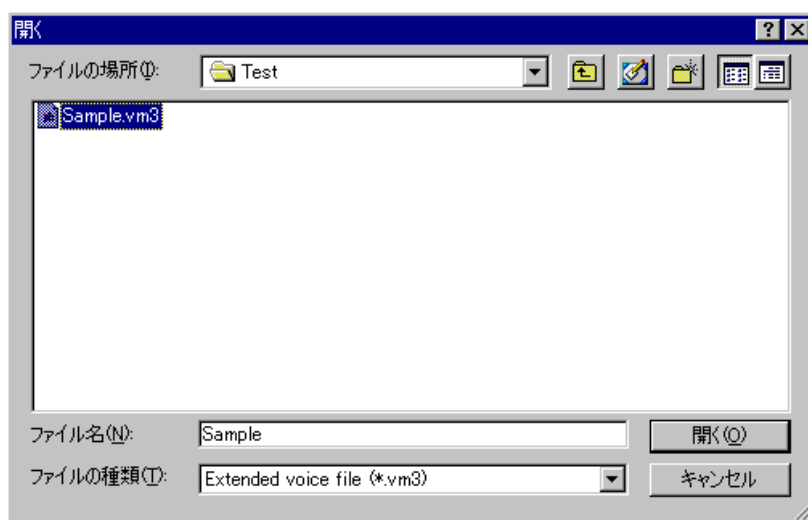 開く
ファイルの場所(I):
Test
Sample.vm3
ファイル名(N):
Sample
開く(O)
ファイルの種類(T):
Extended voice file (*.vm3)
キャンセル